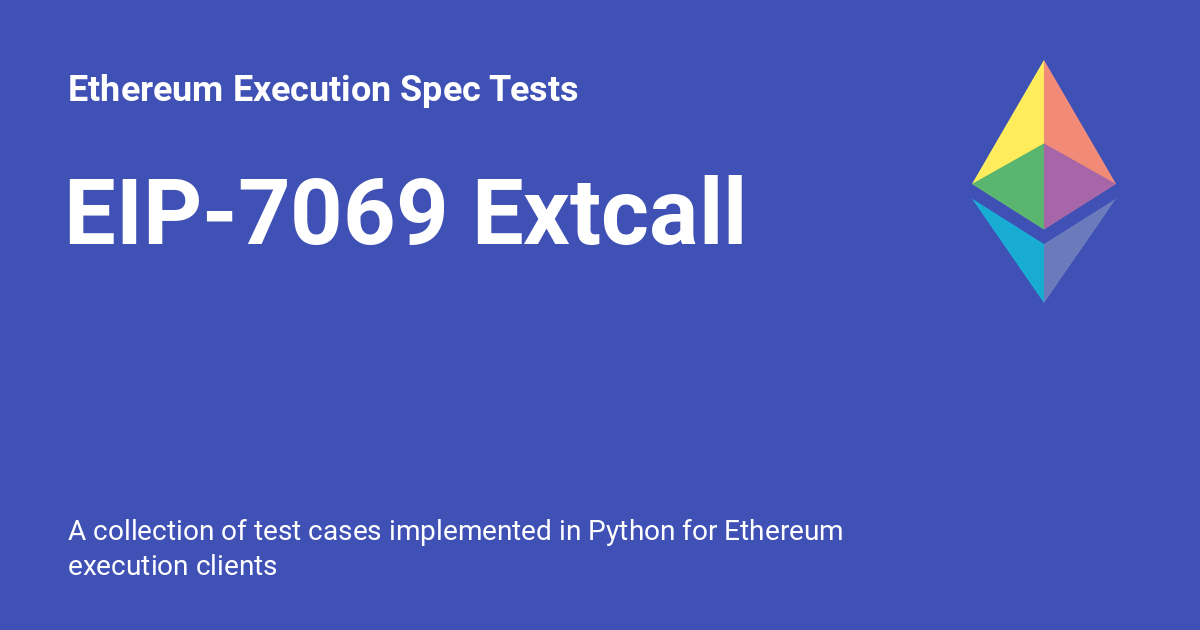 Ethereum Execution Spec Tests
EIP-7069 Extcall
A collection of test cases implemented in Python for Ethereum
execution clients